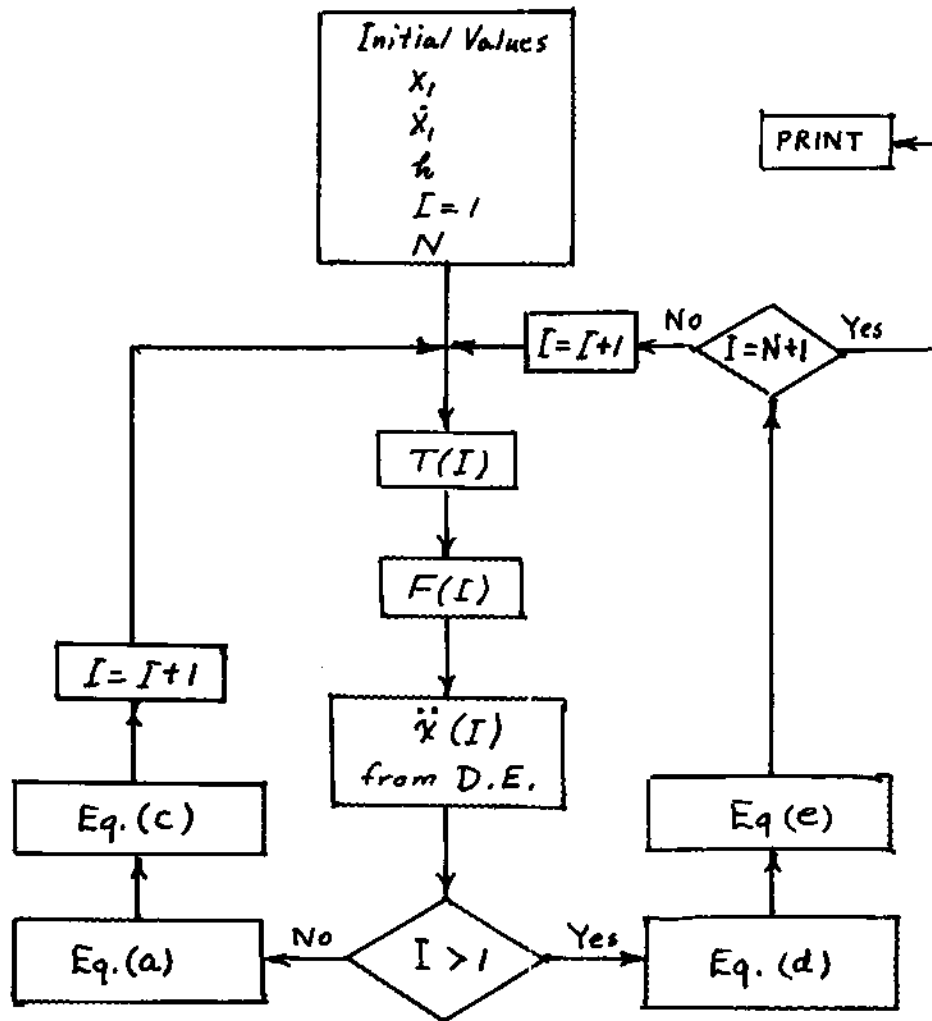 Initial Values
x₁
ẋ₁
h
I = 1
N
PRINT
No
Yes
I = I+1
I = N+1
T(I)
F(I)
I = I+1
ẍ (I)
from D.E.
Eq. (c)
Eq (e)
No
Yes
Eq. (a)
I > 1
Eq. (d)